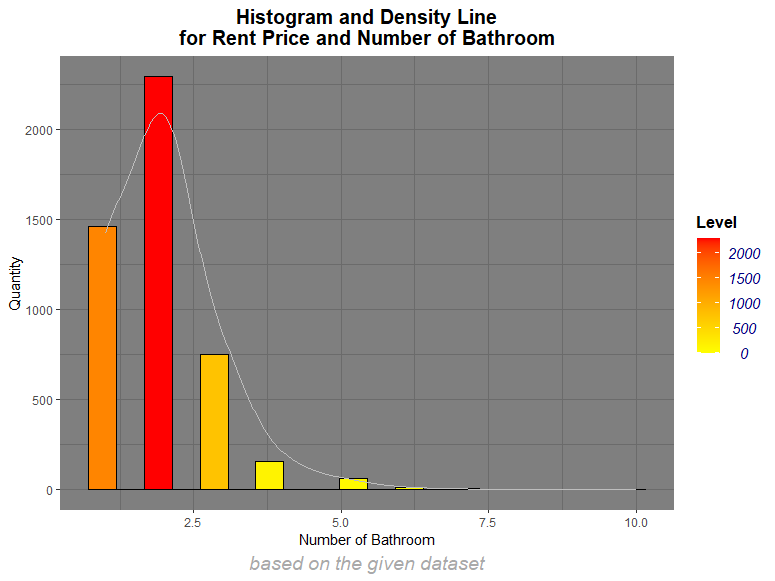 Histogram and Density Line
for Rent Price and Number of Bathroom
Quantity
2000
1500
1000
500
0
2.5
5.0
7.5
10.0
Number of Bathroom
based on the given dataset
Level
2000
1500
1000
500
0